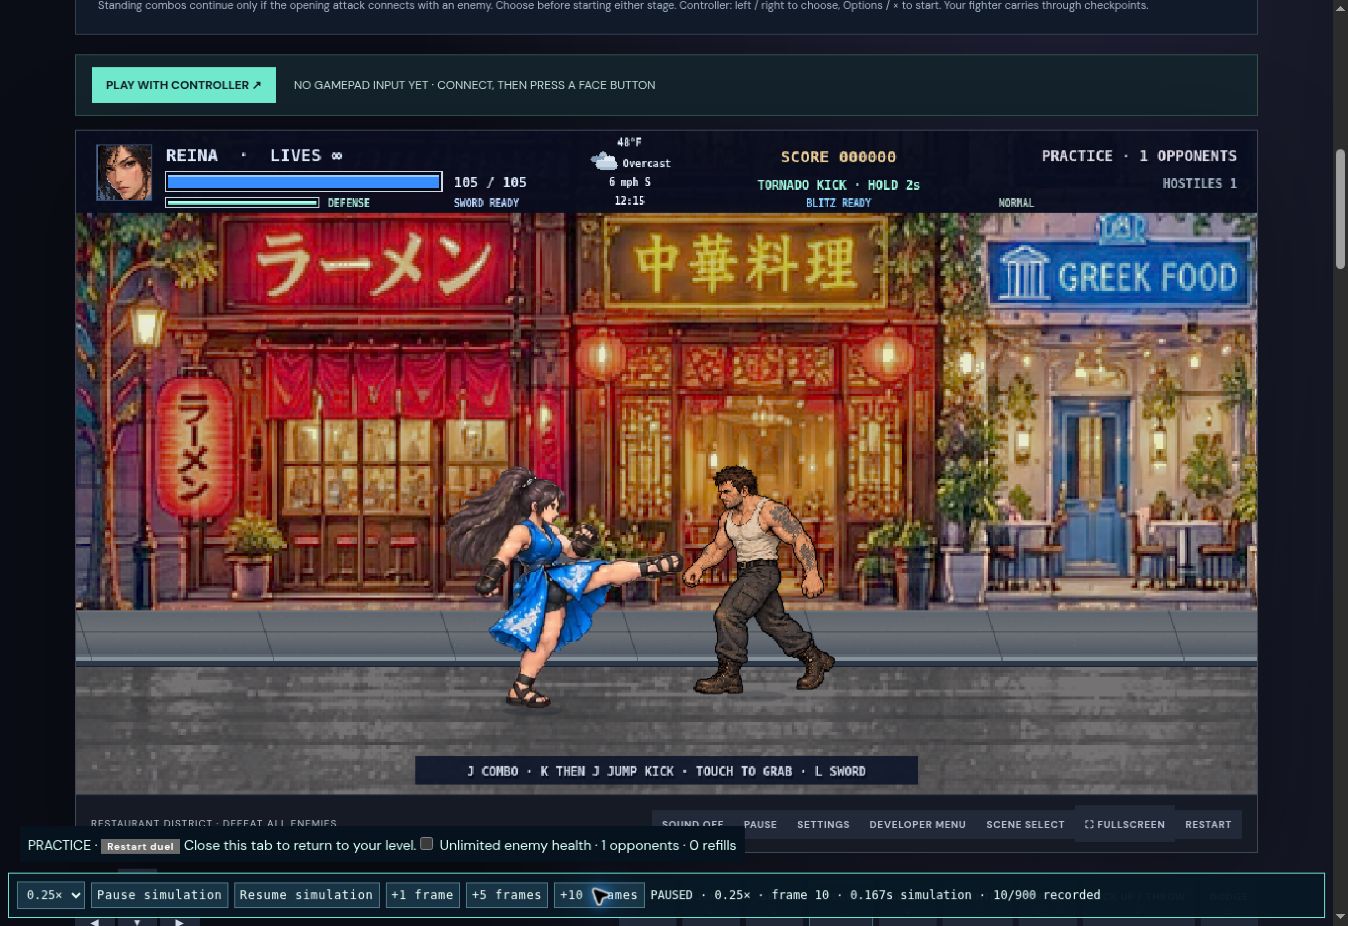 Standing combos continue only if the opening attack connects with an enemy. Choose before starting either stage. Controller: left / right to choose, Options / × to start. Your fighter carries through checkpoints.
PLAY WITH CONTROLLER ↗
NO GAMEPAD INPUT YET · CONNECT, THEN PRESS A FACE BUTTON
REINA · LIVES ∞
105 / 105
DEFENSE
SWORD READY
48°F
Overcast
6 mph S
12:15
SCORE 000000
TORNADO KICK · HOLD 2s
BLITZ READY
PRACTICE · 1 OPPONENTS
HOSTILES 1
NORMAL
ラーメン
中華料理
GREEK FOOD
ラーメン
J COMBO · K THEN J JUMP KICK · TOUCH TO GRAB · L SWORD
RESTAURANT DISTRICT · DEFEAT ALL ENEMIES
SOUND OFF
PAUSE
SETTINGS
DEVELOPER MENU
SCENE SELECT
⛶ FULLSCREEN
RESTART
PRACTICE · Restart duel Close this tab to return to your level. Unlimited enemy health · 1 opponents · 0 refills
0.25× Pause simulation Resume simulation +1 frame +5 frames +10 frames PAUSED · 0.25× · frame 10 · 0.167s simulation · 10/900 recorded